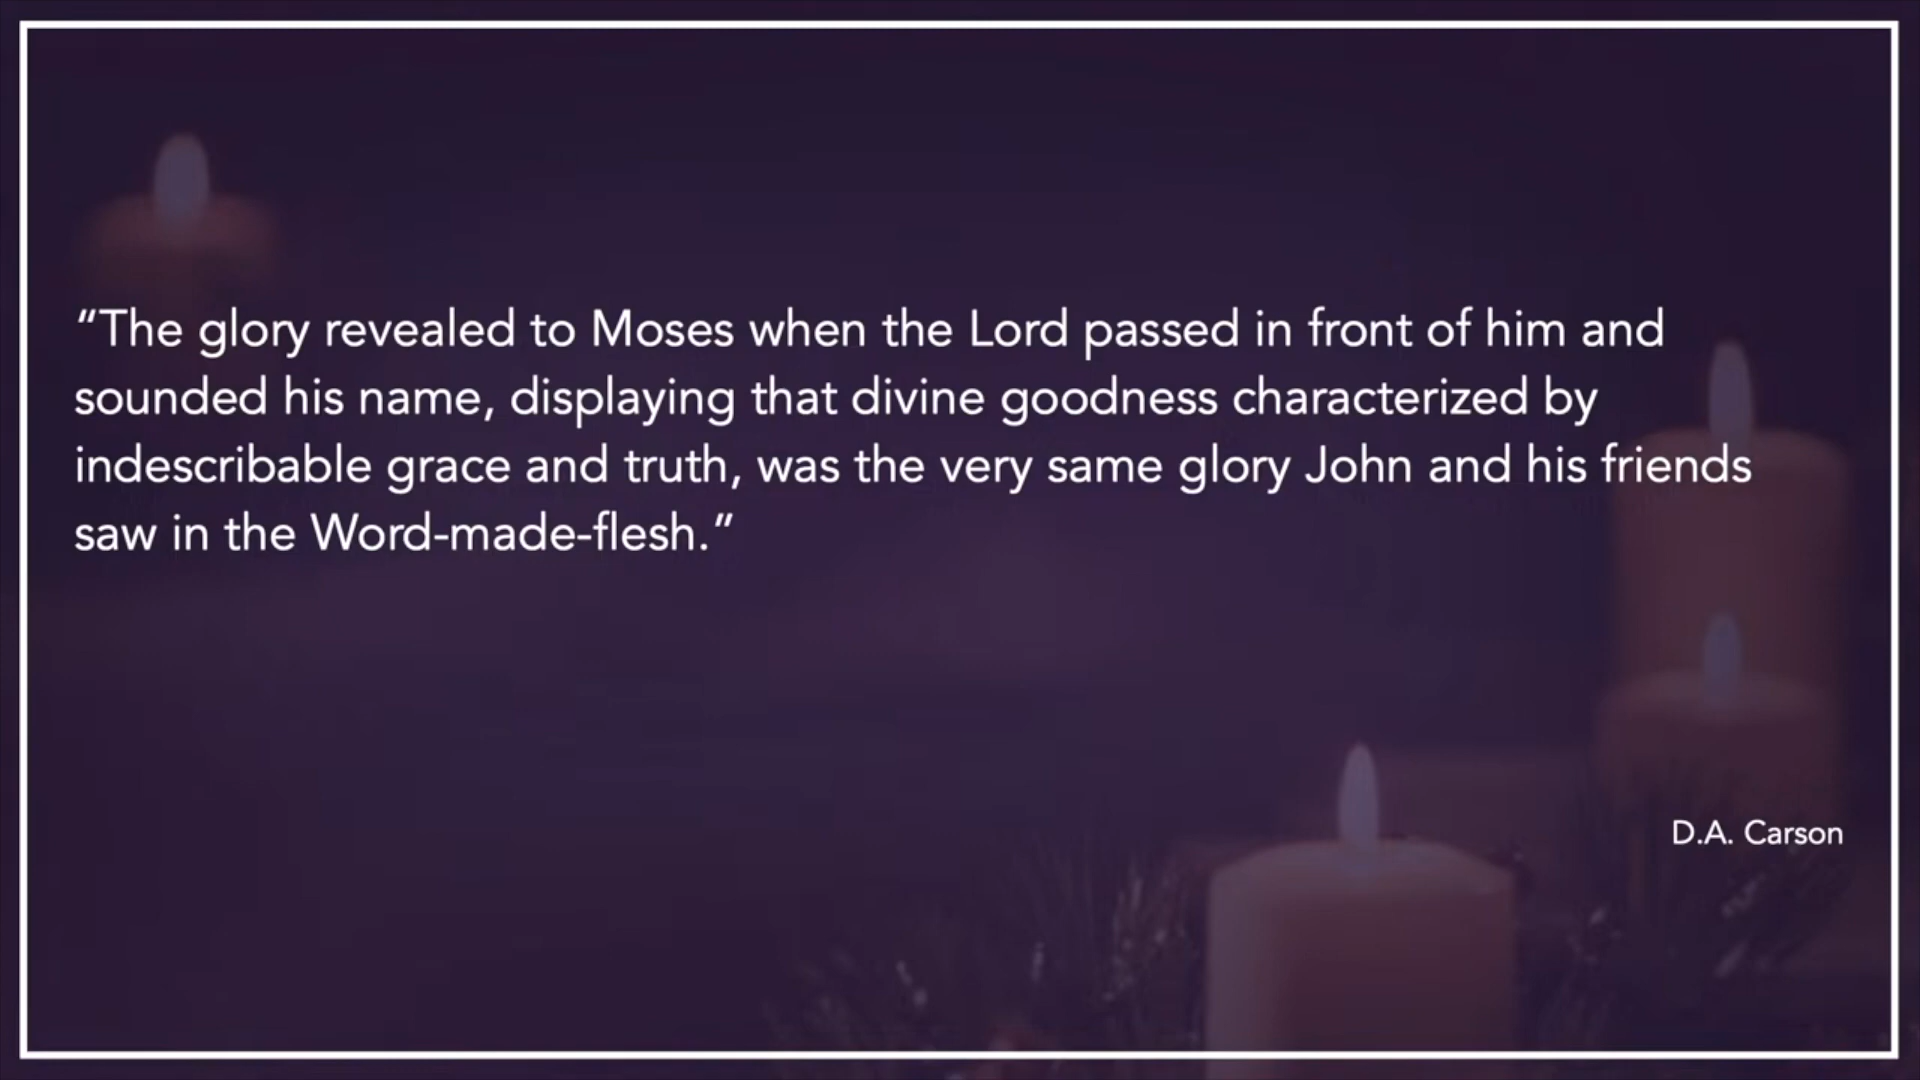 “The glory revealed to Moses when the Lord passed in front of him and
sounded his name, displaying that divine goodness characterized by
indescribable grace and truth, was the very same glory John and his friends
saw in the Word-made-flesh.”
D.A. Carson